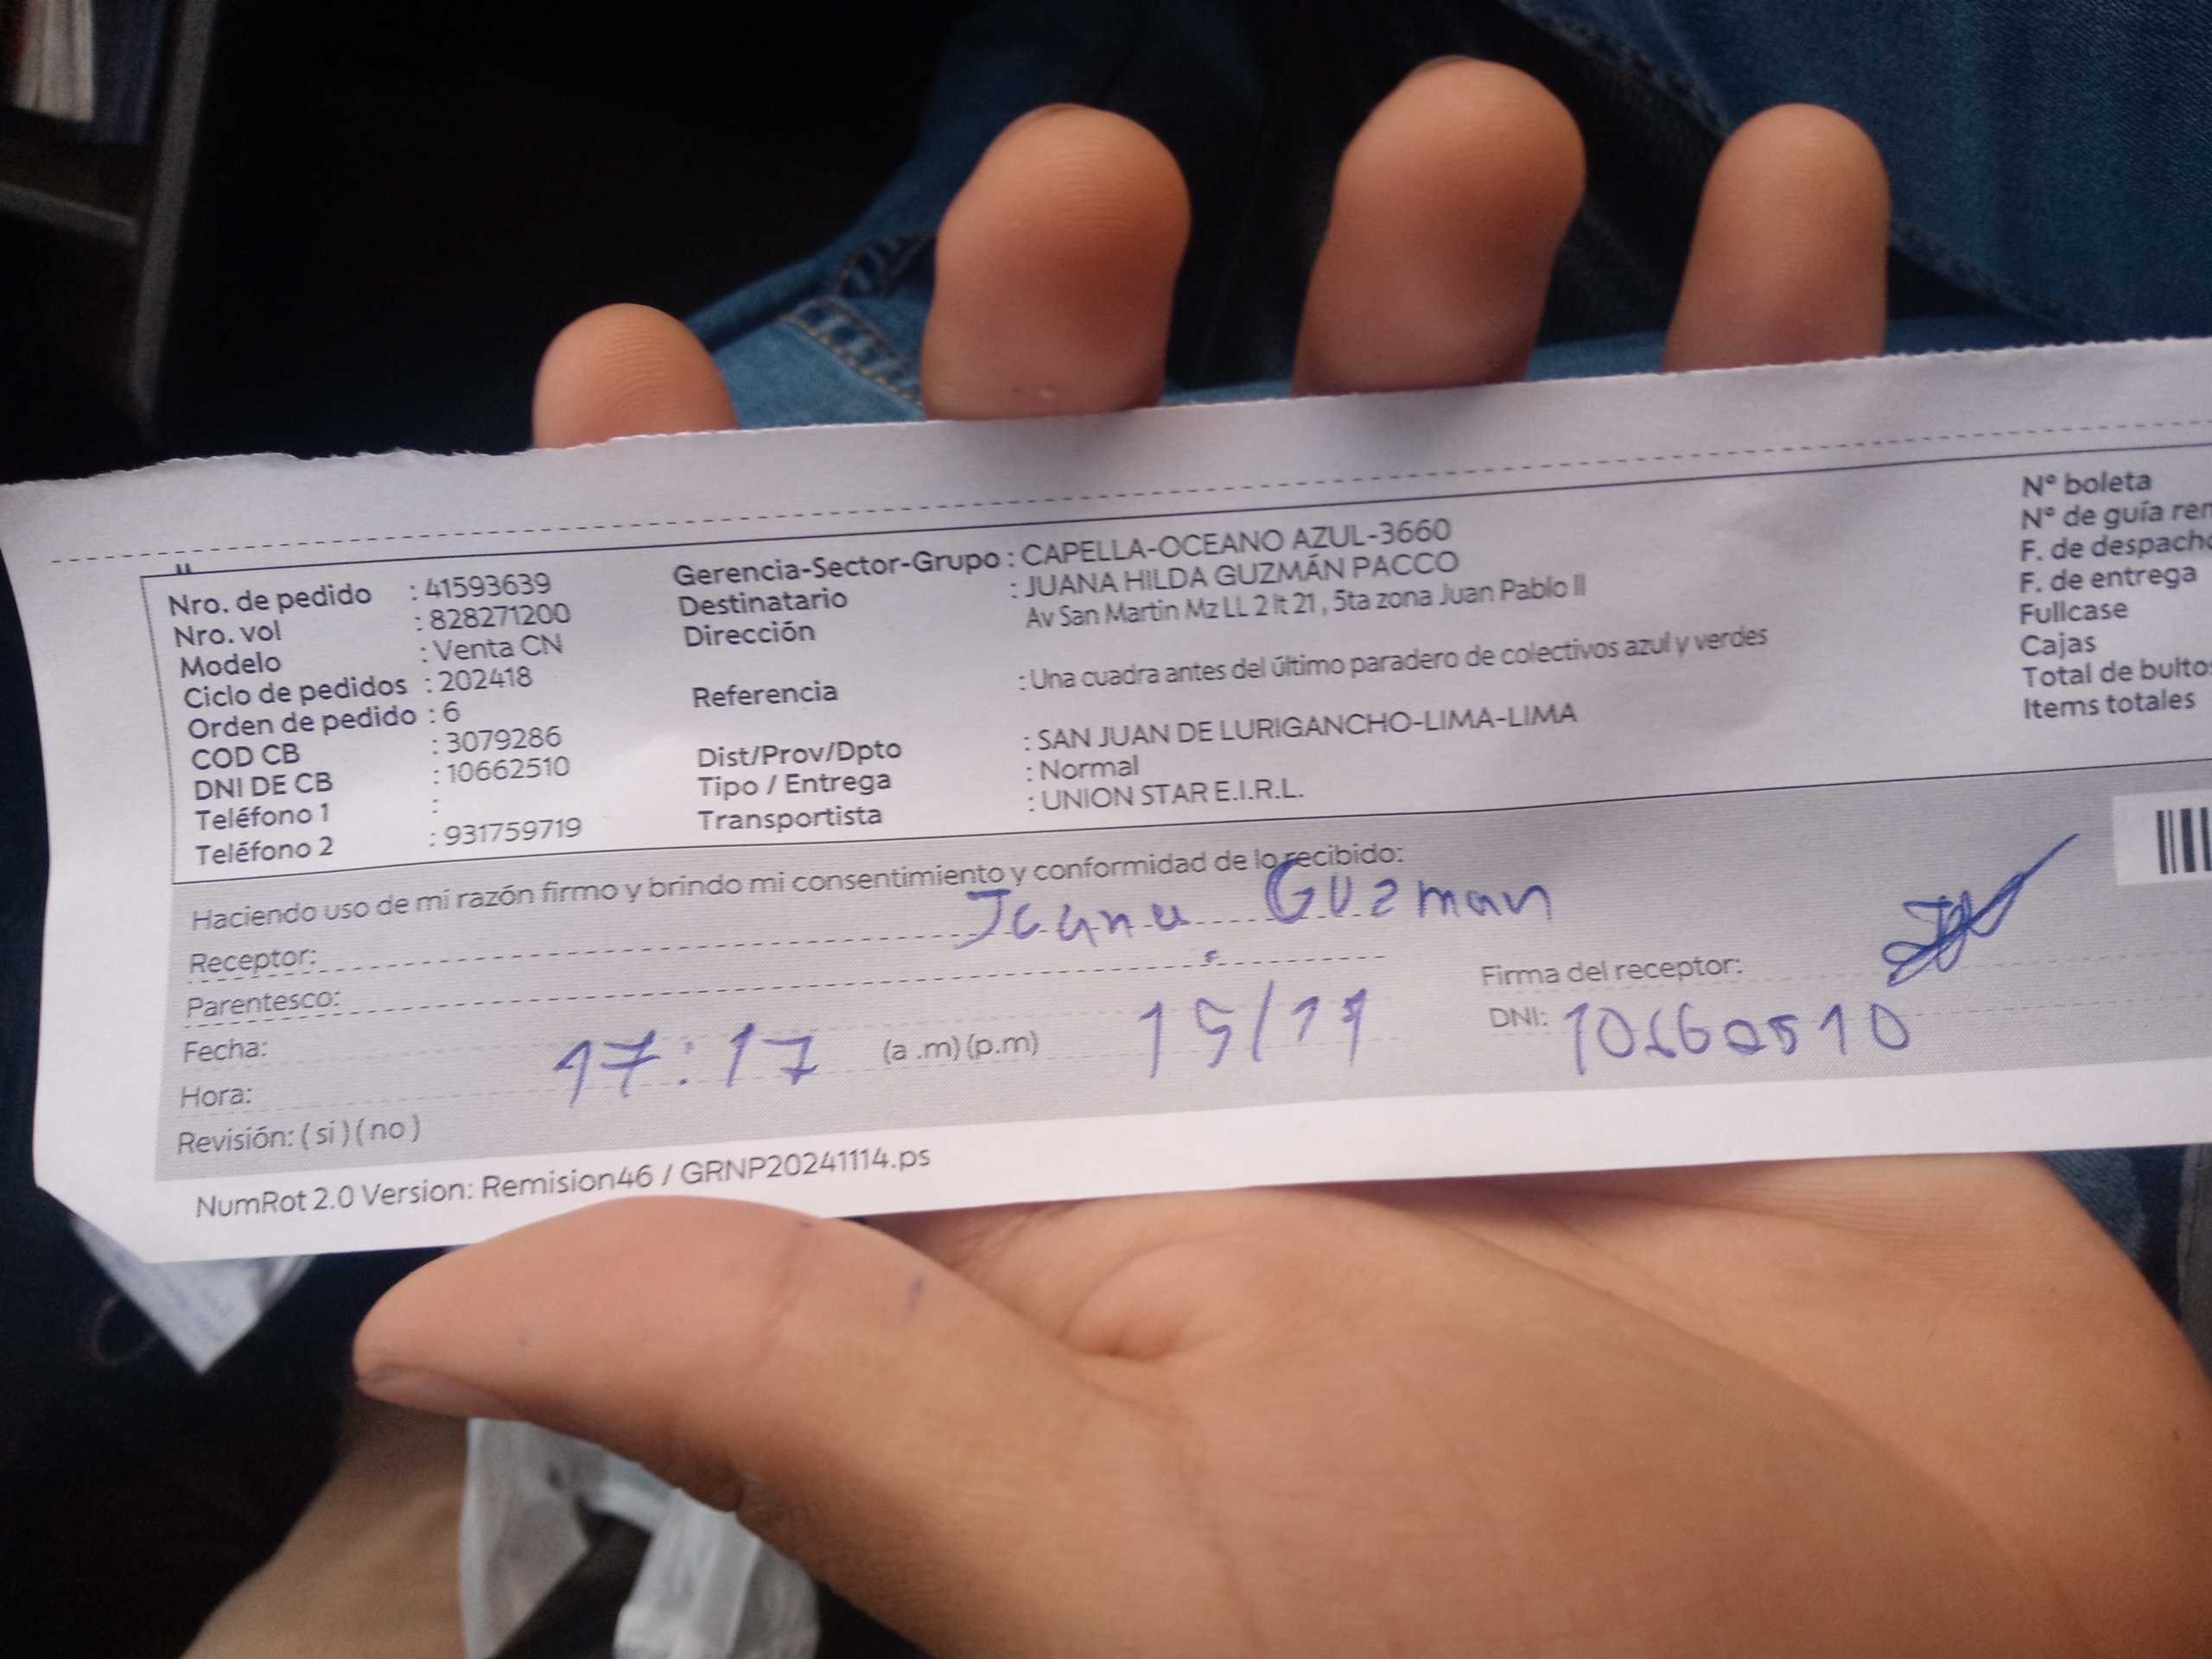 Nro. de pedido : 41593639
Nro. vol : 828271200
Modelo : Venta CN
Ciclo de pedidos : 202418
Orden de pedido : 6
COD CB : 3079286
DNI DE CB : 10662510
Teléfono 1 :
Teléfono 2 : 931759719
Gerencia-Sector-Grupo : CAPELLA-OCEANO AZUL-3660
Destinatario : JUANA HILDA GUZMÁN PACCO
Dirección Av San Martin Mz LL 2 lt 21 , 5ta zona Juan Pablo II
Referencia : Una cuadra antes del último paradero de colectivos azul y verdes
Dist/Prov/Dpto : SAN JUAN DE LURIGANCHO-LIMA-LIMA
Tipo / Entrega : Normal
Transportista : UNION STAR E.I.R.L.
N° boleta
N° de guía rem
F. de despacho
F. de entrega
Fullcase
Cajas
Total de bultos
Items totales
Haciendo uso de mi razón firmo y brindo mi consentimiento y conformidad de lo recibido:
Receptor: Juana Guzman
Parentesco:
Firma del receptor:
Fecha: 17:17 (a .m) (p.m) 15/11
DNI:
Hora:
Revisión: ( si ) ( no )
NumRot 2.0 Version: Remision46 / GRNP20241114.ps